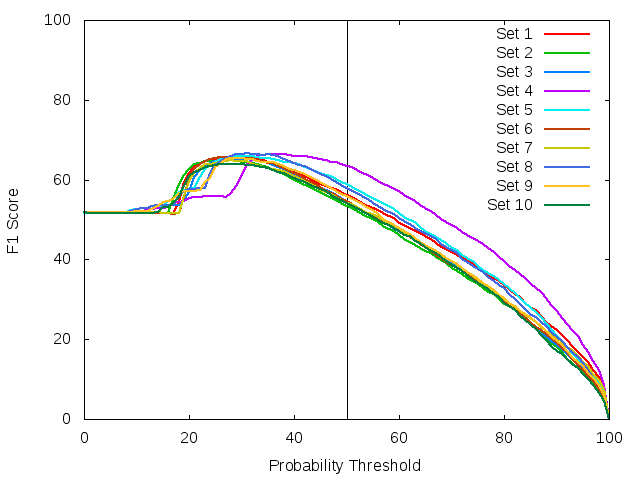 100
80
60
40
20
0
F1 Score
Set 1
Set 2
Set 3
Set 4
Set 5
Set 6
Set 7
Set 8
Set 9
Set 10
0 20 40 60 80 100
Probability Threshold